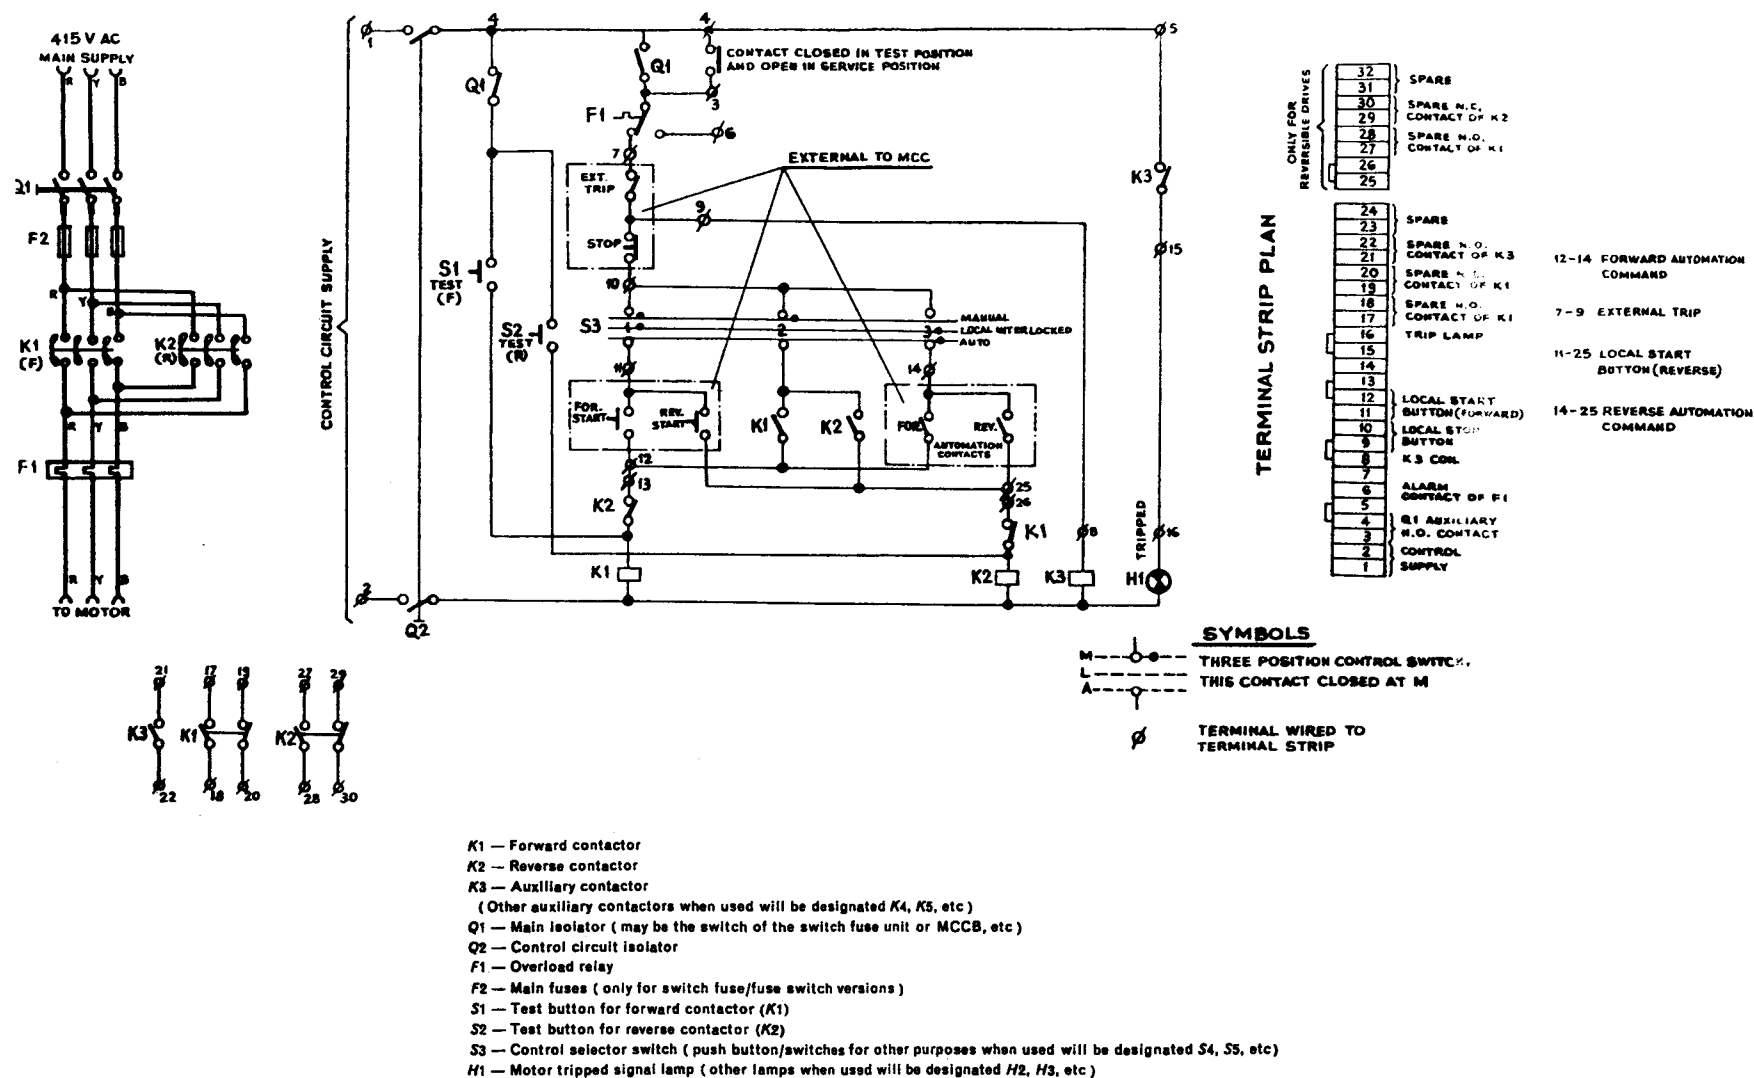 415 V AC
MAIN SUPPLY
R Y B
Q1
F2
R
Y
B
K1
(F)
K2
(R)
R Y B
F1
R Y B
TO MOTOR
CONTROL CIRCUIT SUPPLY
1
4
4
5
Q1
Q1
CONTACT CLOSED IN TEST POSITION
AND OPEN IN SERVICE POSITION
3
F1
6
7
EXTERNAL TO MCC
EXT.
TRIP
9
STOP
K3
15
S1
TEST
(F)
S2
TEST
(R)
10
S3
1
2
3
MANUAL
LOCAL INTERLOCKED
AUTO
11
14
FOR.
START
REV.
START
K1
K2
FOR.
REV.
AUTOMATION
CONTACTS
12
13
25
26
K2
K1
8
TRIPPED
16
K1
K2
K3
H1
2
Q2
ONLY FOR
REVERSIBLE DRIVES
TERMINAL STRIP PLAN
32
31
SPARE
30
29
SPARE N.C.
CONTACT OF K2
28
27
SPARE N.O.
CONTACT OF K1
26
25
24
23
SPARE
22
21
SPARE N.O.
CONTACT OF K3
20
19
SPARE
CONTACT OF K1
18
17
SPARE N.O.
CONTACT OF K1
16 TRIP LAMP
15
14
13
12
11
LOCAL START
BUTTON (FORWARD)
10
9
LOCAL STOP
BUTTON
8 K3 COIL
7
6 ALARM
CONTACT OF F1
5
4
3
Q1 AUXILIARY
N.O. CONTACT
2
1
CONTROL
SUPPLY
12-14 FORWARD AUTOMATION
COMMAND
7-9 EXTERNAL TRIP
11-25 LOCAL START
BUTTON (REVERSE)
14-25 REVERSE AUTOMATION
COMMAND
SYMBOLS
M
L
A
THREE POSITION CONTROL SWITCH,
THIS CONTACT CLOSED AT M
TERMINAL WIRED TO
TERMINAL STRIP
21 17 19 27 29
K3 K1 K2
22 18 20 28 30
K1 — Forward contactor
K2 — Reverse contactor
K3 — Auxiliary contactor
( Other auxiliary contactors when used will be designated K4, K5, etc )
Q1 — Main isolator ( may be the switch of the switch fuse unit or MCCB, etc )
Q2 — Control circuit isolator
F1 — Overload relay
F2 — Main fuses ( only for switch fuse/fuse switch versions )
S1 — Test button for forward contactor (K1)
S2 — Test button for reverse contactor (K2)
S3 — Control selector switch ( push button/switches for other purposes when used will be designated S4, S5, etc)
H1 — Motor tripped signal lamp ( other lamps when used will be designated H2, H3, etc )